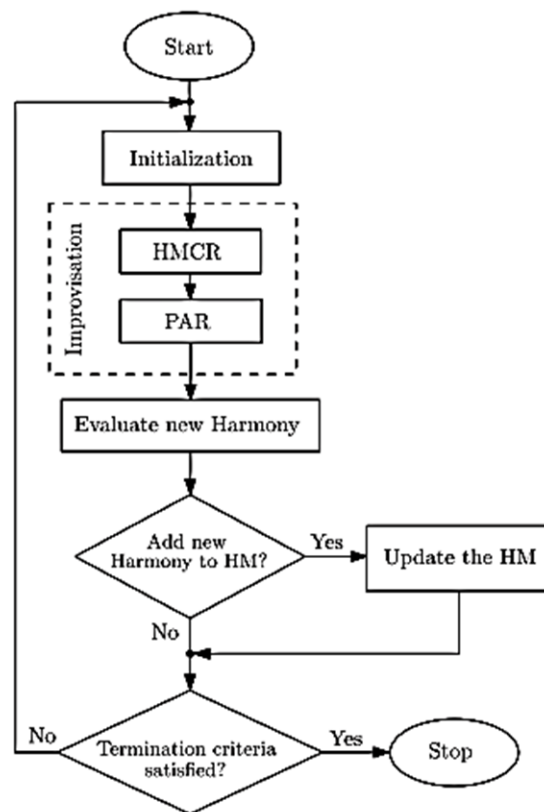 Start
Initialization
Improvisation
HMCR
PAR
Evaluate new Harmony
Add new
Harmony to HM?
Yes
Update the HM
No
Termination criteria
satisfied?
No
Yes
Stop